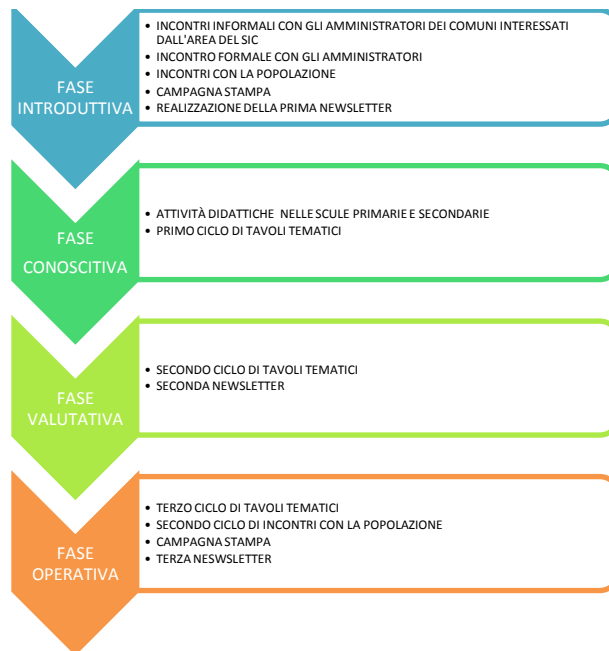 FASE
INTRODUTTIVA
• INCONTRI INFORMALI CON GLI AMMINISTRATORI DEI COMUNI INTERESSATI
DALL'AREA DEL SIC
• INCONTRO FORMALE CON GLI AMMINISTRATORI
• INCONTRI CON LA POPOLAZIONE
• CAMPAGNA STAMPA
• REALIZZAZIONE DELLA PRIMA NEWSLETTER
FASE
CONOSCITIVA
• ATTIVITÀ DIDATTICHE NELLE SCULE PRIMARIE E SECONDARIE
• PRIMO CICLO DI TAVOLI TEMATICI
FASE
VALUTATIVA
• SECONDO CICLO DI TAVOLI TEMATICI
• SECONDA NEWSLETTER
FASE
OPERATIVA
• TERZO CICLO DI TAVOLI TEMATICI
• SECONDO CICLO DI INCONTRI CON LA POPOLAZIONE
• CAMPAGNA STAMPA
• TERZA NESWSLETTER